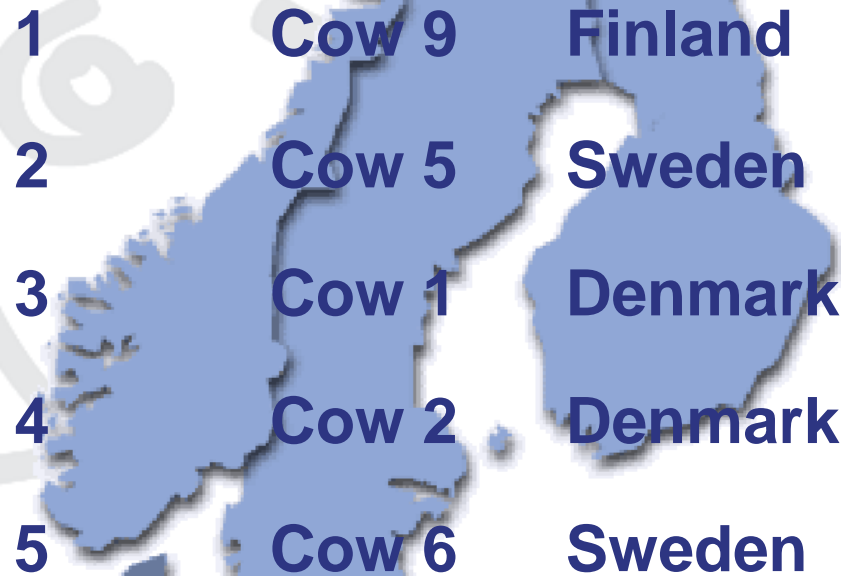 1 Cow 9 Finland
2 Cow 5 Sweden
3 Cow 1 Denmark
4 Cow 2 Denmark
5 Cow 6 Sweden